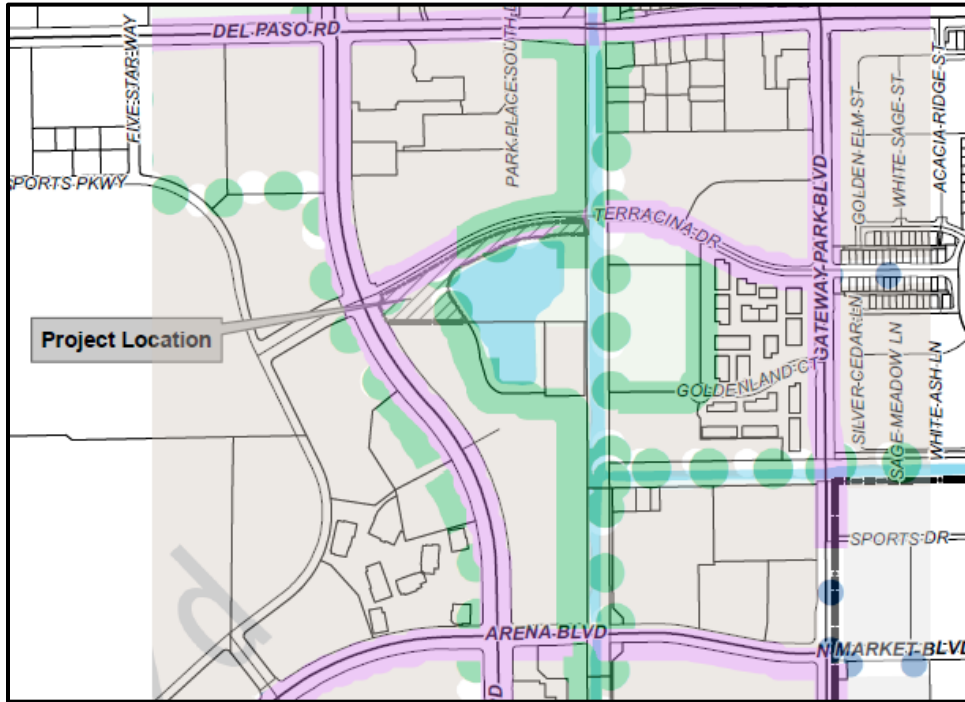 DEL PASO RD
FIVE STAR WAY
PARK PLACE SOUTH
GOLDEN ELM ST
WHITE SAGE ST
ACACIA RIDGE ST
SPORTS PKWY
TERRACINA DR
GATEWAY PARK BLVD
Project Location
GOLDENLAND CT
SILVER CEDAR LN
SAGE MEADOW LN
WHITE ASH LN
SPORTS DR
ARENA BLVD
N MARKET BLVD
RD
d